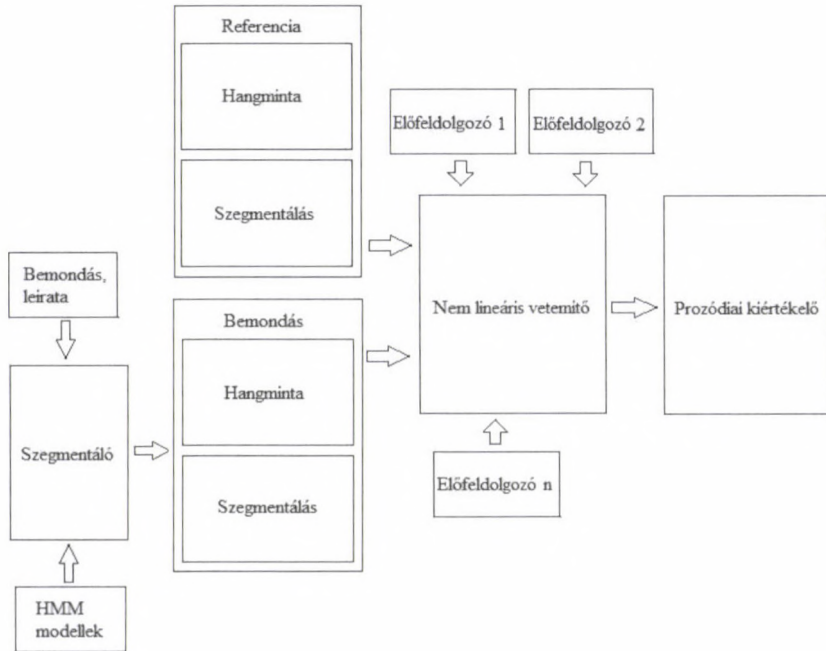 Referencia
Hangminta
Szegmentálás
Előfeldolgozó 1
Előfeldolgozó 2
Bemondás,
leirata
Bemondás
Hangminta
Szegmentálás
Szegmentáló
HMM
modellek
Nem lineáris vetemítő
Prozódiai kiértékelő
Előfeldolgozó n